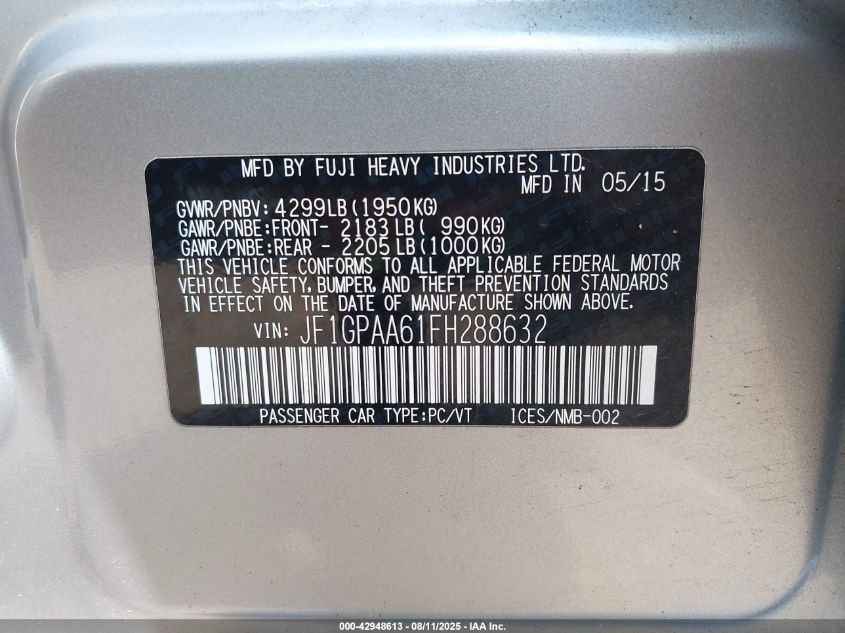 MFD BY FUJI HEAVY INDUSTRIES LTD.
MFD IN 05/15
GVWR/PNBV: 4299LB(1950KG)
GAWR/PNBE:FRONT- 2183LB( 990KG)
GAWR/PNBE:REAR - 2205LB(1000KG)
THIS VEHICLE CONFORMS TO ALL APPLICABLE FEDERAL MOTOR
VEHICLE SAFETY, BUMPER, AND THEFT PREVENTION STANDARDS
IN EFFECT ON THE DATE OF MANUFACTURE SHOWN ABOVE.
VIN: JF1GPAA61FH288632
PASSENGER CAR TYPE:PC/VT ICES/NMB-002
000-42948613 - 08/11/2025 - IAA Inc.